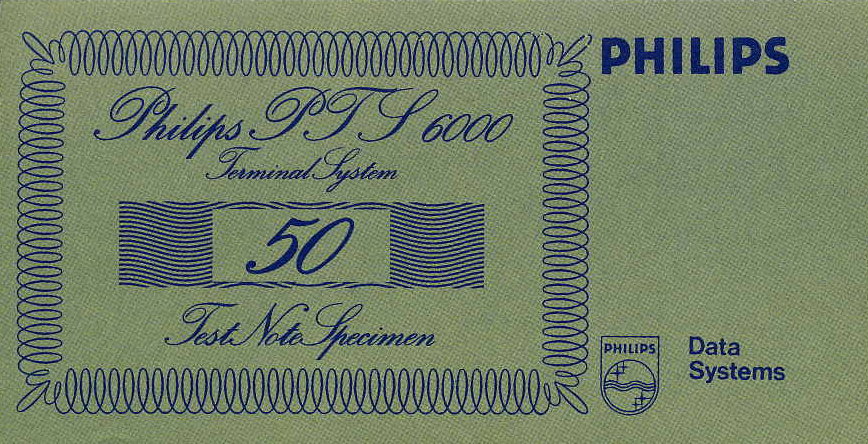 PHILIPS
Philips PTS 6000
Terminal System
50
Test Note Specimen
PHILIPS
Data
Systems